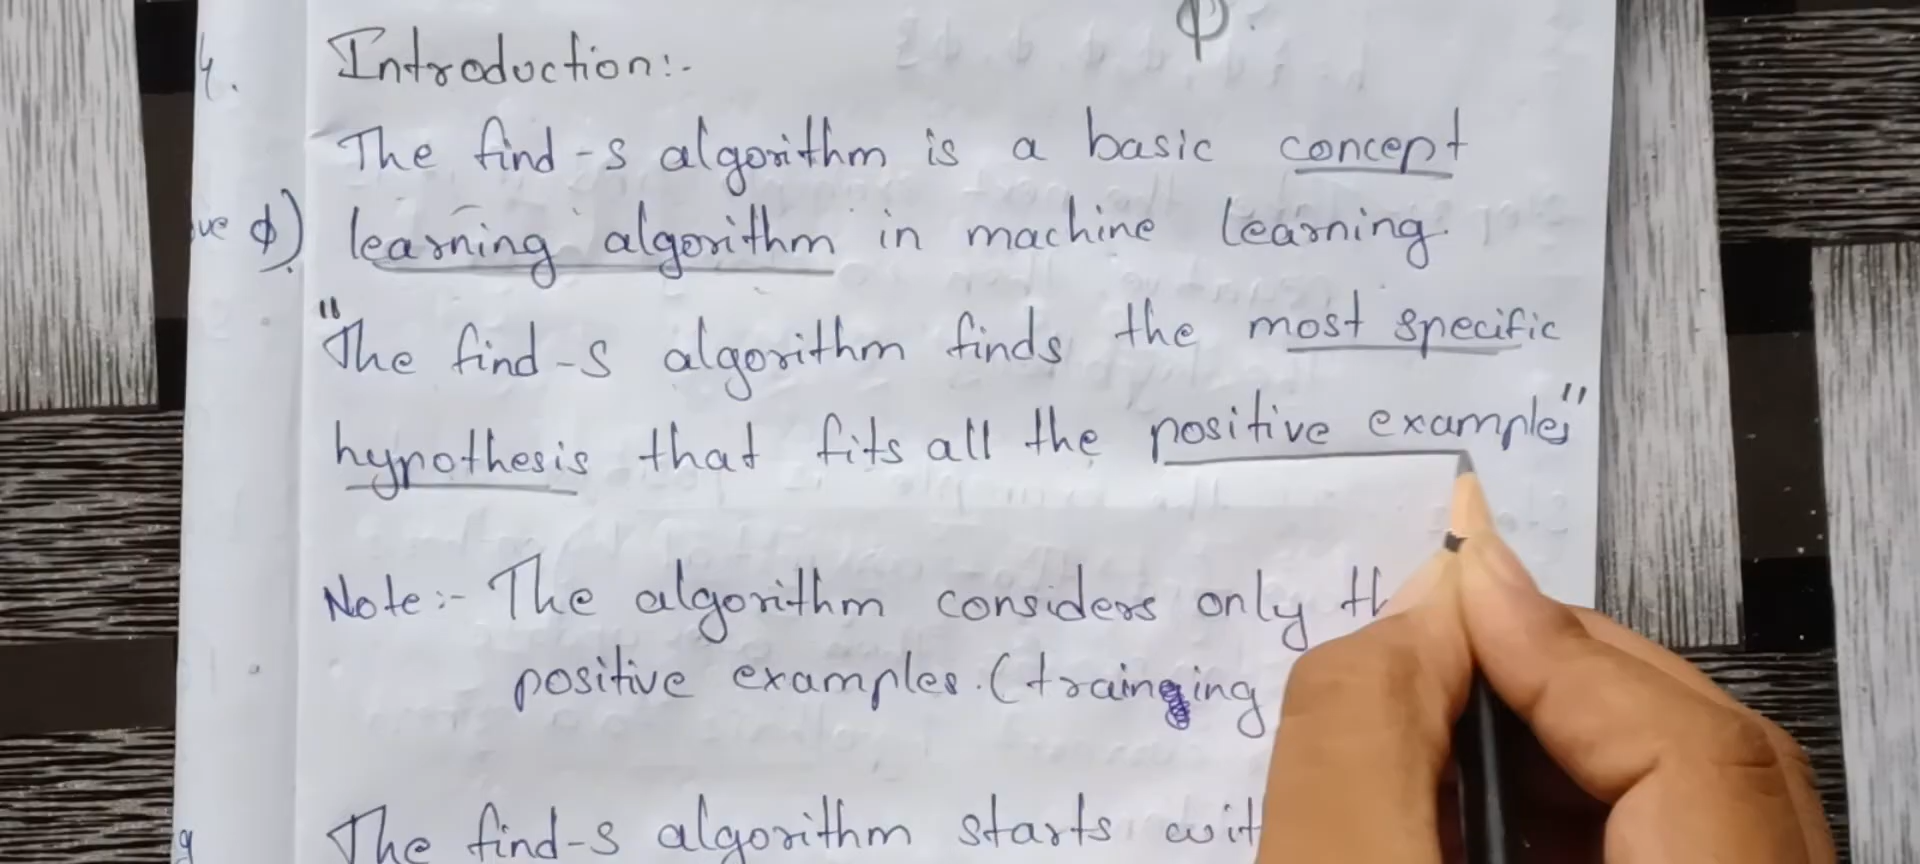 Introduction:-
The find-s algorithm is a basic concept
learning algorithm in machine learning.
"The find-S algorithm finds the most specific
hypothesis that fits all the positive examples"
Note:- The algorithm considers only
positive examples. (training
The find-s algorithm starts